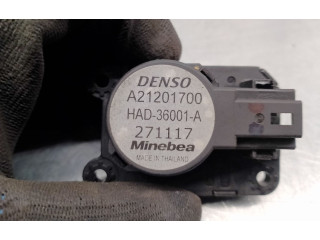 DENSO
A21201700
HAD-36001-A
271117
Minebea
MADE IN THAILAND